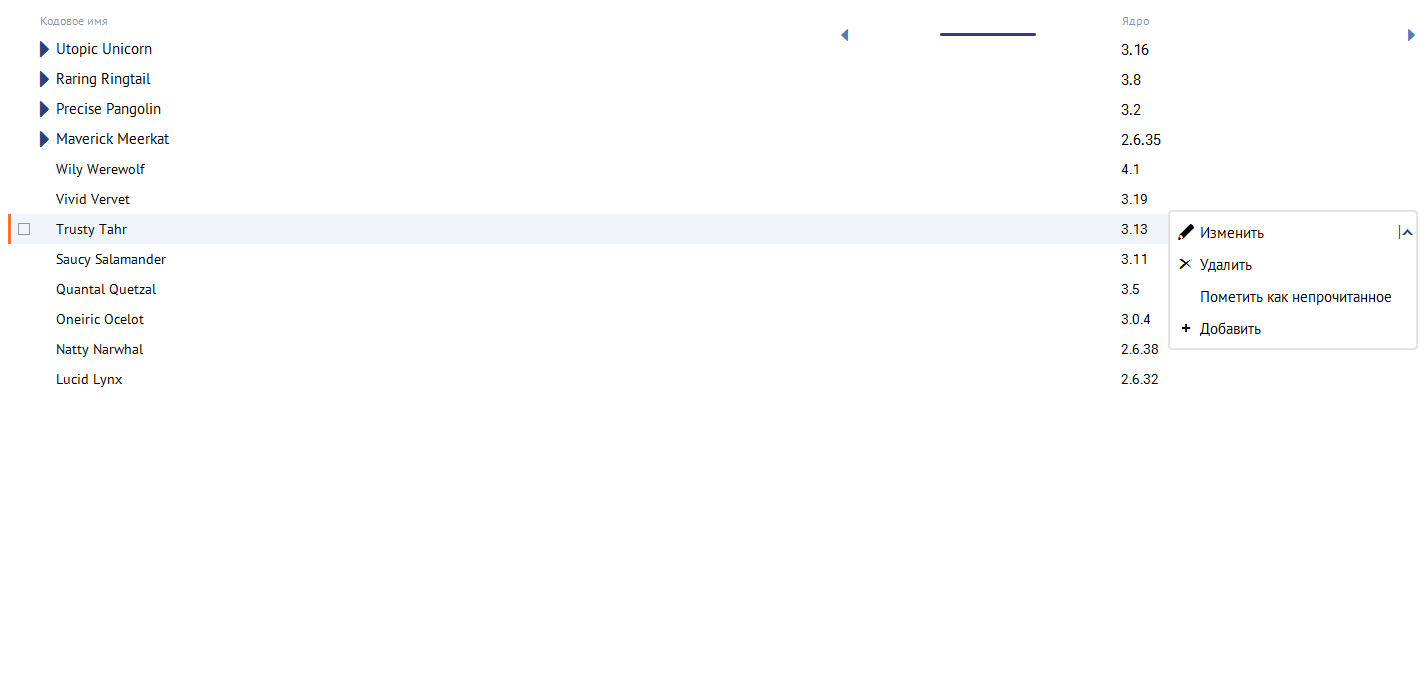 Кодовое имя Ядро
Utopic Unicorn 3.16
Raring Ringtail 3.8
Precise Pangolin 3.2
Maverick Meerkat 2.6.35
Wily Werewolf 4.1
Vivid Vervet 3.19
Trusty Tahr 3.13 Изменить
Saucy Salamander 3.11 Удалить
Quantal Quetzal 3.5 Пометить как непрочитанное
Oneiric Ocelot 3.0.4 Добавить
Natty Narwhal 2.6.38
Lucid Lynx 2.6.32